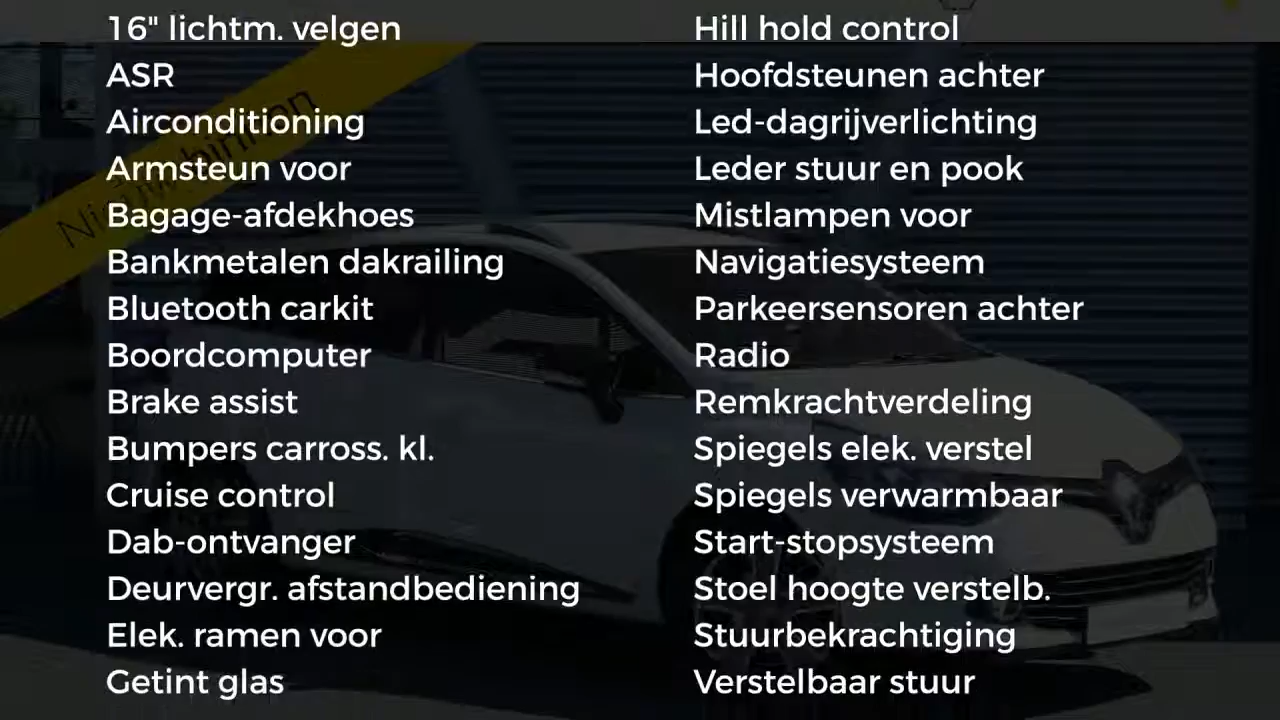 16" lichtm. velgen
ASR
Airconditioning
Armsteun voor
Bagage-afdekhoes
Bankmetalen dakrailing
Bluetooth carkit
Boordcomputer
Brake assist
Bumpers carross. kl.
Cruise control
Dab-ontvanger
Deurvergr. afstandbediening
Elek. ramen voor
Getint glas
Hill hold control
Hoofdsteunen achter
Led-dagrijverlichting
Leder stuur en pook
Mistlampen voor
Navigatiesysteem
Parkeersensoren achter
Radio
Remkrachtverdeling
Spiegels elek. verstel
Spiegels verwarmbaar
Start-stopsysteem
Stoel hoogte verstelb.
Stuurbekrachtiging
Verstelbaar stuur
Nieuw binnen